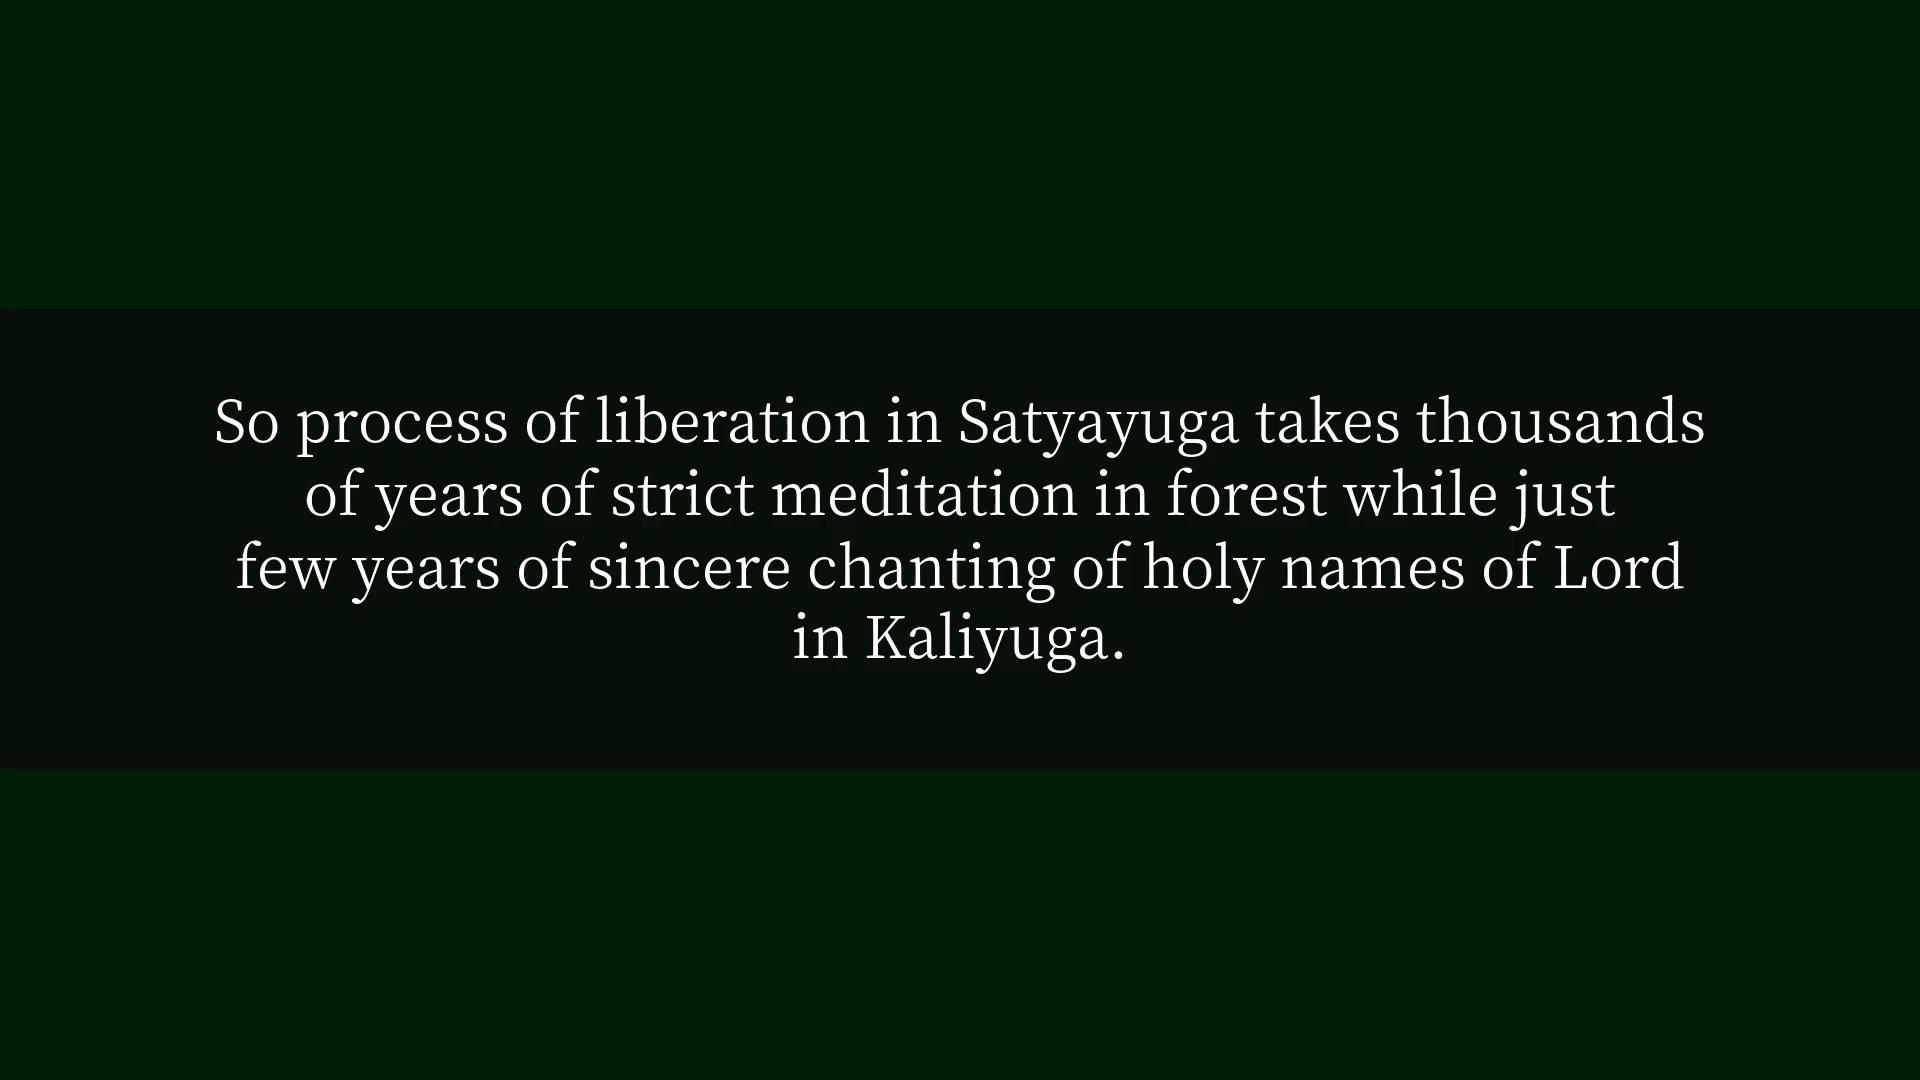 So process of liberation in Satyayuga takes thousands
of years of strict meditation in forest while just
few years of sincere chanting of holy names of Lord
in Kaliyuga.